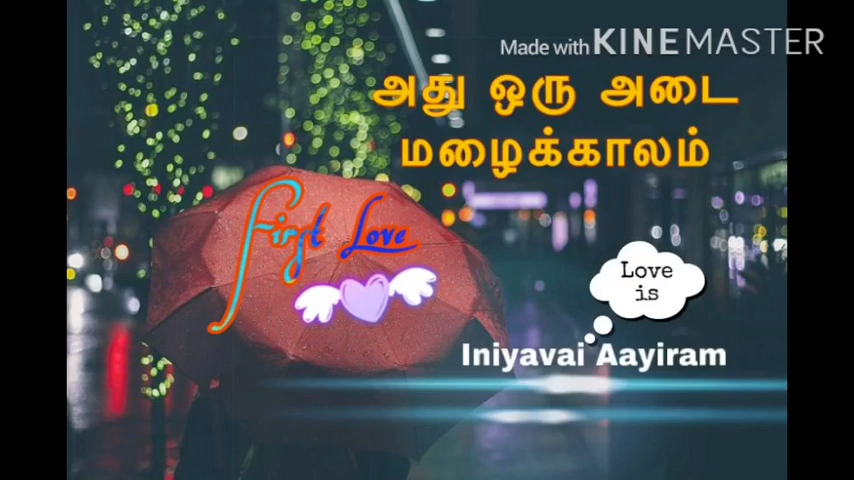 Made with KINEMASTER
அது ஒரு அடை
மழைக்காலம்
First Love
Love
is
Iniyavai Aayiram